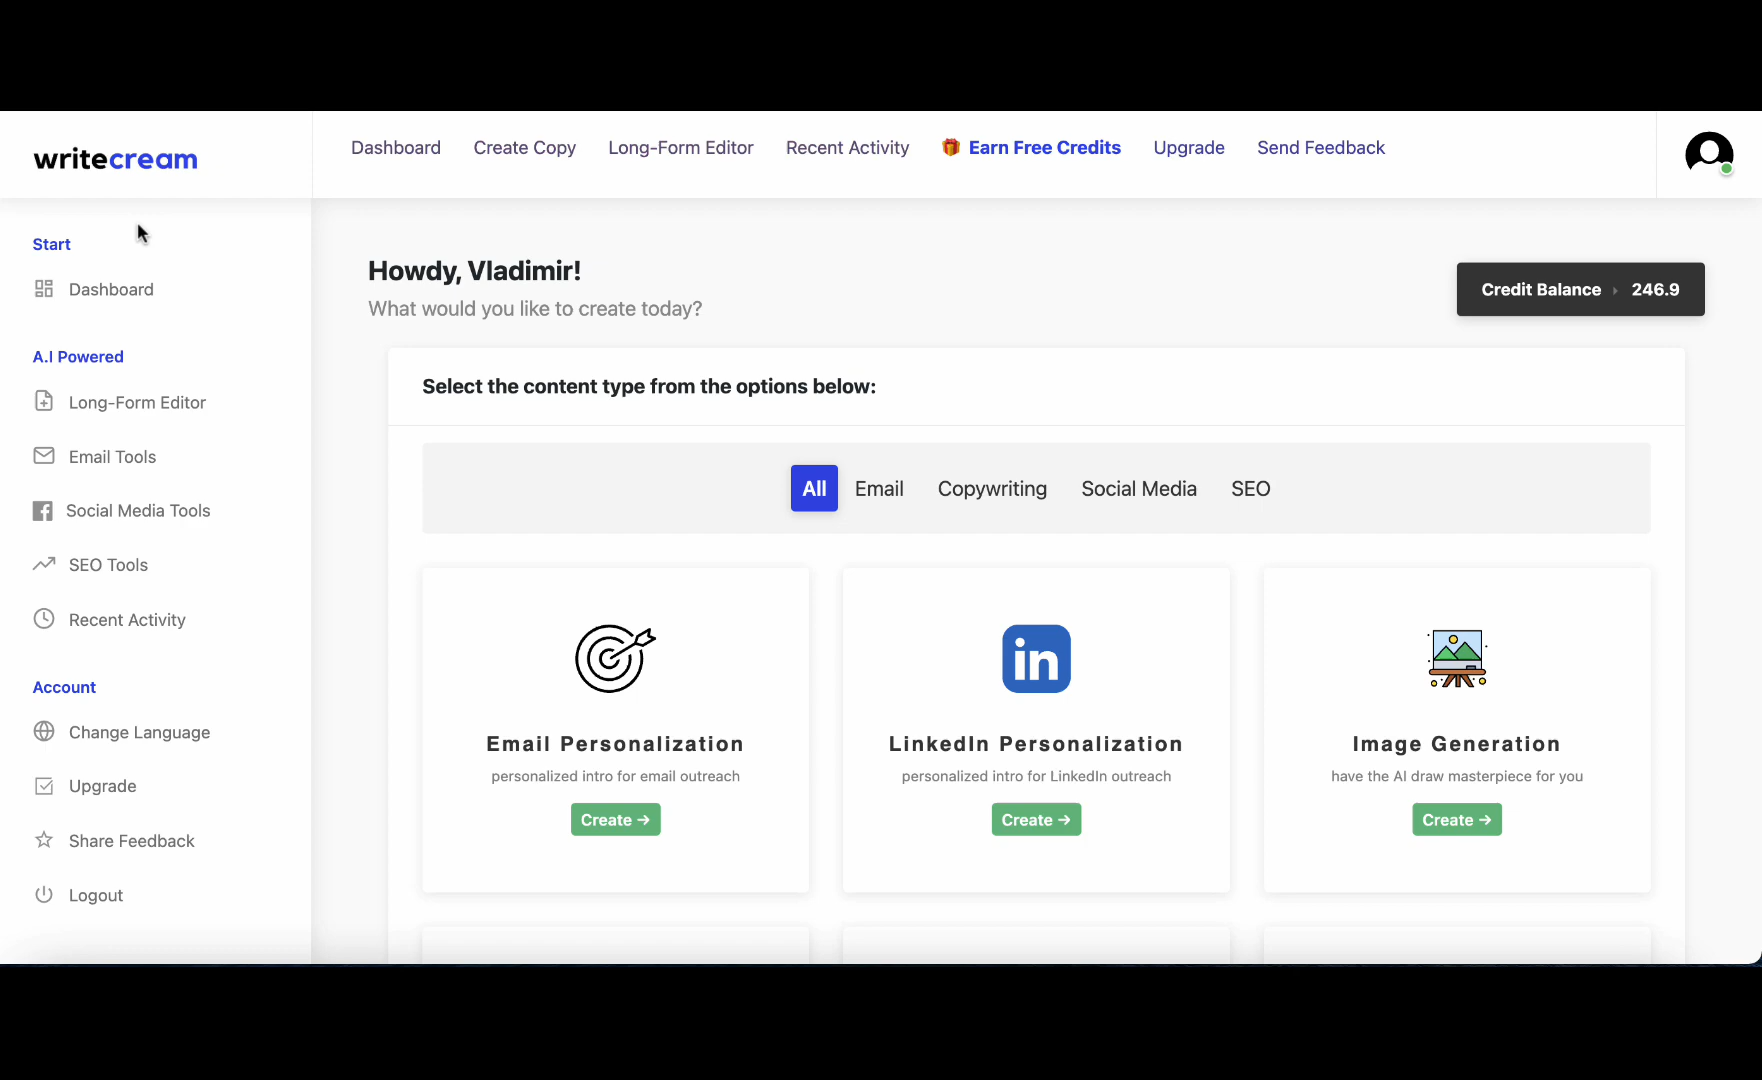 writecream
Dashboard Create Copy Long-Form Editor Recent Activity Earn Free Credits Upgrade Send Feedback
Start
Dashboard
A.I Powered
Long-Form Editor
Email Tools
Social Media Tools
SEO Tools
Recent Activity
Account
Change Language
Upgrade
Share Feedback
Logout
Howdy, Vladimir!
What would you like to create today?
Credit Balance 246.9
Select the content type from the options below:
All Email Copywriting Social Media SEO
in
Email Personalization
personalized intro for email outreach
Create →
LinkedIn Personalization
personalized intro for LinkedIn outreach
Create →
Image Generation
have the AI draw masterpiece for you
Create →